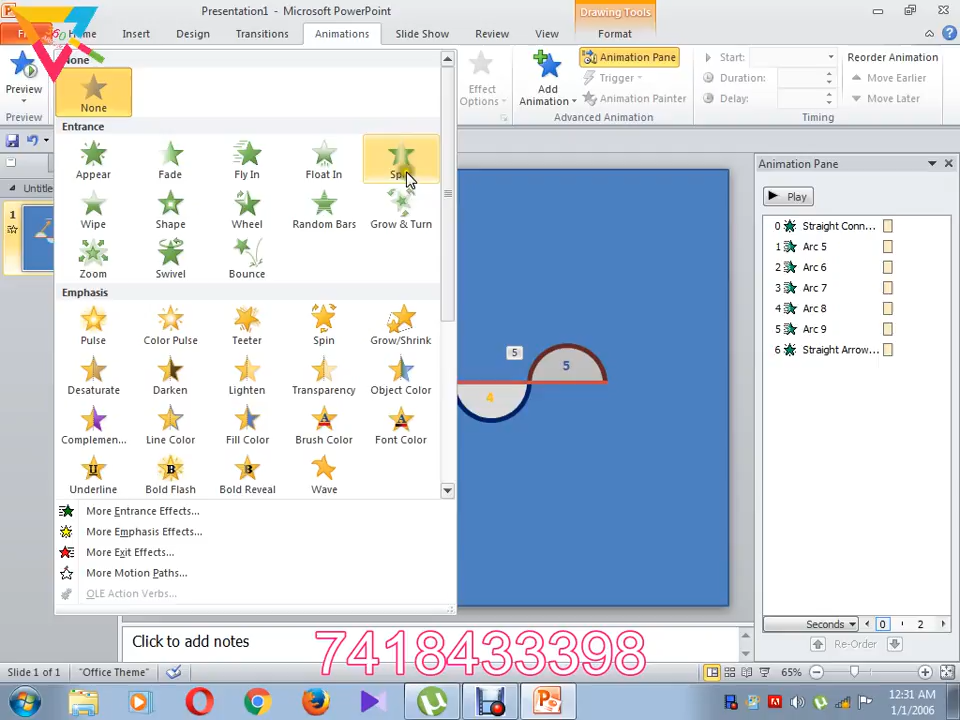 Presentation1 - Microsoft PowerPoint
Drawing Tools
Home
Insert
Design
Transitions
Animations
Slide Show
Review
View
Format
Preview
Preview
Effect
Options
Add
Animation
Animation Pane
Trigger
Animation Painter
Advanced Animation
Start:
Duration:
Delay:
Timing
Reorder Animation
Move Earlier
Move Later
None
None
Entrance
Appear
Fade
Fly In
Float In
Wipe
Shape
Wheel
Random Bars
Grow & Turn
Zoom
Swivel
Bounce
Emphasis
Pulse
Color Pulse
Teeter
Spin
Grow/Shrink
Desaturate
Darken
Lighten
Transparency
Object Color
Complemen...
Line Color
Fill Color
Brush Color
Font Color
Underline
Bold Flash
Bold Reveal
Wave
More Entrance Effects...
More Emphasis Effects...
More Exit Effects...
More Motion Paths...
OLE Action Verbs...
Untitle
1
5
5
4
Animation Pane
Play
0 Straight Conn...
1 Arc 5
2 Arc 6
3 Arc 7
4 Arc 8
5 Arc 9
6 Straight Arrow...
Seconds 0 2
Re-Order
Click to add notes
7418433398
Slide 1 of 1
"Office Theme"
65%
12:31 AM
1/1/2006